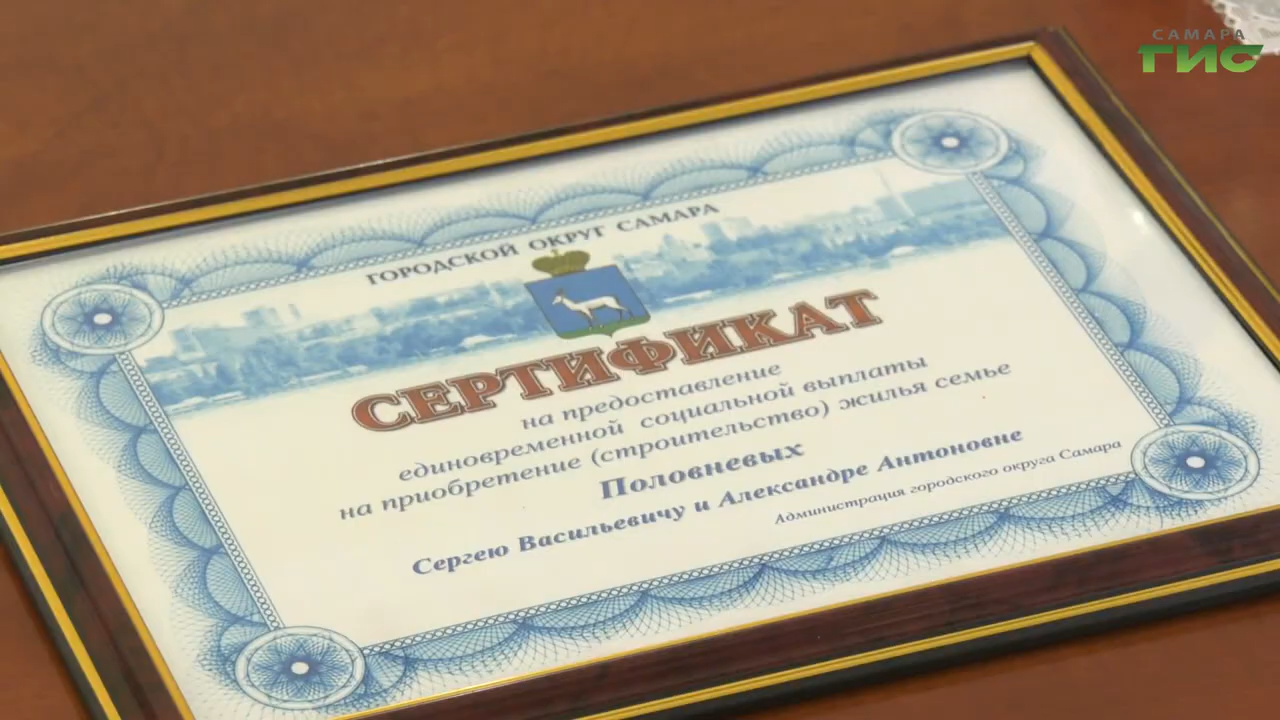 САМАРА
ГИС
ГОРОДСКОЙ ОКРУГ САМАРА
СЕРТИФИКАТ
на предоставление
единовременной социальной выплаты
на приобретение (строительство) жилья семье
Половневых
Сергею Васильевичу и Александре Антоновне
Администрация городского округа Самара